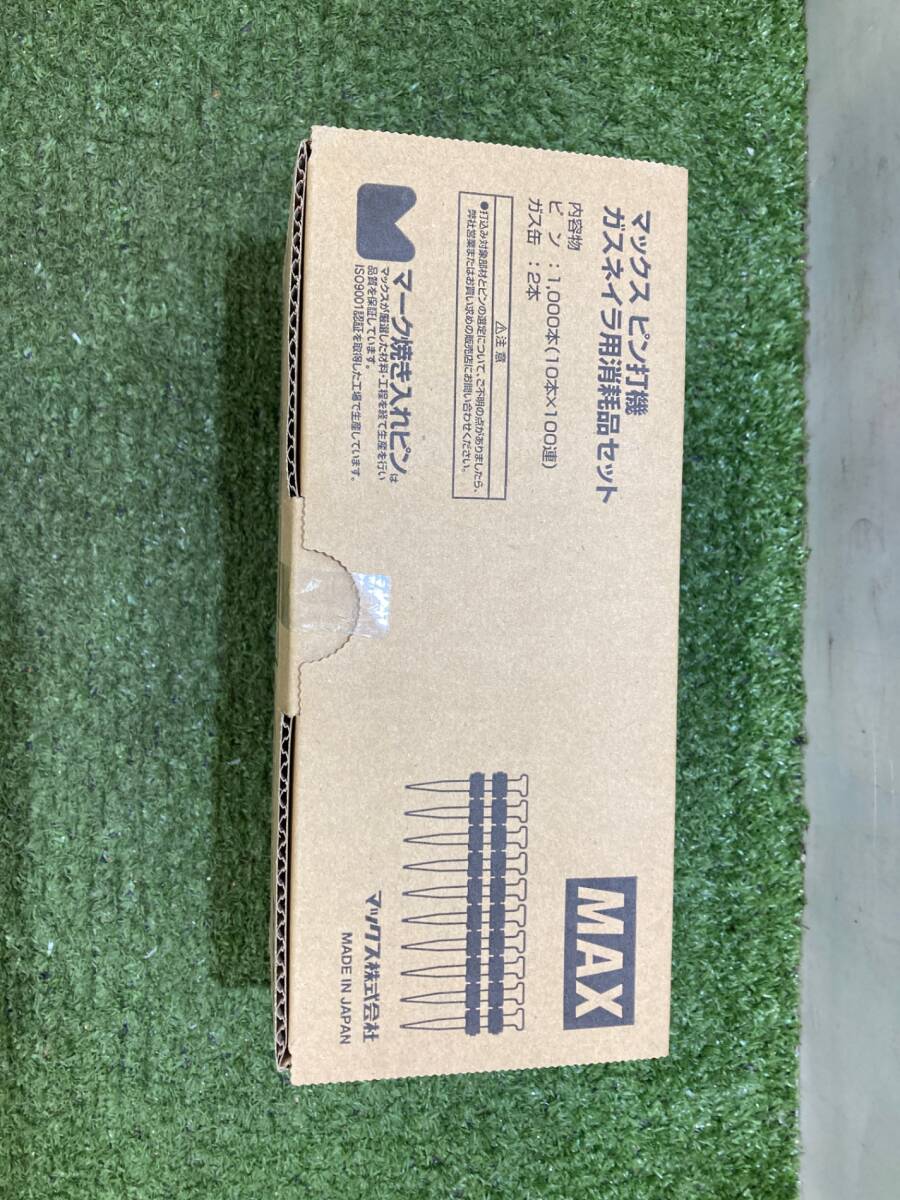 マックス ピン打機
ガスネイラ用消耗品セット
内容物
ピン：1,000本(10本×100連)
ガス缶：2本
⚠注意
●打込み対象部材とピンの選定について、ご不明の点がありましたら、
弊社営業またはお買い求めの販売店にお問い合わせください。
マーク焼き入れピンは
マックスが厳選した材料・工程を経て生産を行い
品質を保証しています。
ISO9001認証を取得した工場で生産しています。
MAX
マックス株式会社
MADE IN JAPAN